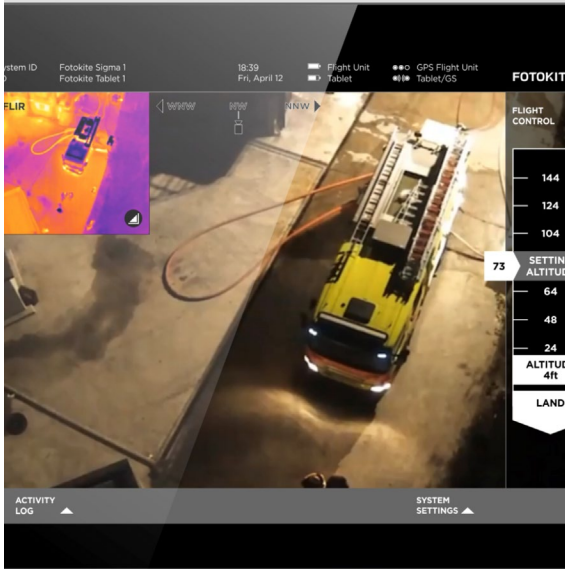 ystem ID
Fotokite Sigma 1
Fotokite Tablet 1
18:39
Fri, April 12
Flight Unit
Tablet
GPS Flight Unit
Tablet/GS
FOTOKIT
FLIR
WNW
NW
NNW
FLIGHT
CONTROL
144
124
104
73
SETTIN
ALTITUD
64
48
24
ALTITUD
4ft
LAND
ACTIVITY
LOG
SYSTEM
SETTINGS